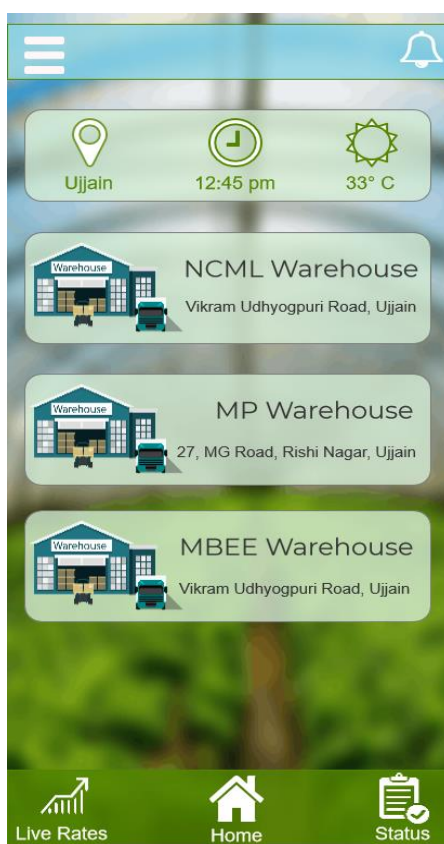 Ujjain
12:45 pm
33° C
Warehouse
NCML Warehouse
Vikram Udhyogpuri Road, Ujjain
Warehouse
MP Warehouse
27, MG Road, Rishi Nagar, Ujjain
Warehouse
MBEE Warehouse
Vikram Udhyogpuri Road, Ujjain
Live Rates
Home
Status